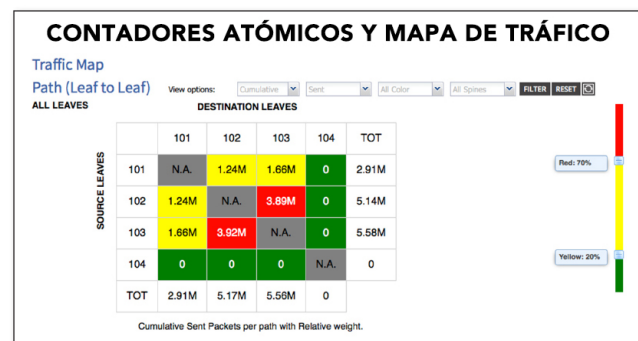 CONTADORES ATÓMICOS Y MAPA DE TRÁFICO
Traffic Map
Path (Leaf to Leaf) View options: Cumulative Sent All Color All Spines FILTER RESET
ALL LEAVES DESTINATION LEAVES
101 102 103 104 TOT
SOURCE LEAVES
101 N.A. 1.24M 1.66M 0 2.91M
102 1.24M N.A. 3.89M 0 5.14M
103 1.66M 3.92M N.A. 0 5.58M
104 0 0 0 N.A. 0
TOT 2.91M 5.17M 5.56M 0
Red: 70%
Yellow: 20%
Cumulative Sent Packets per path with Relative weight.